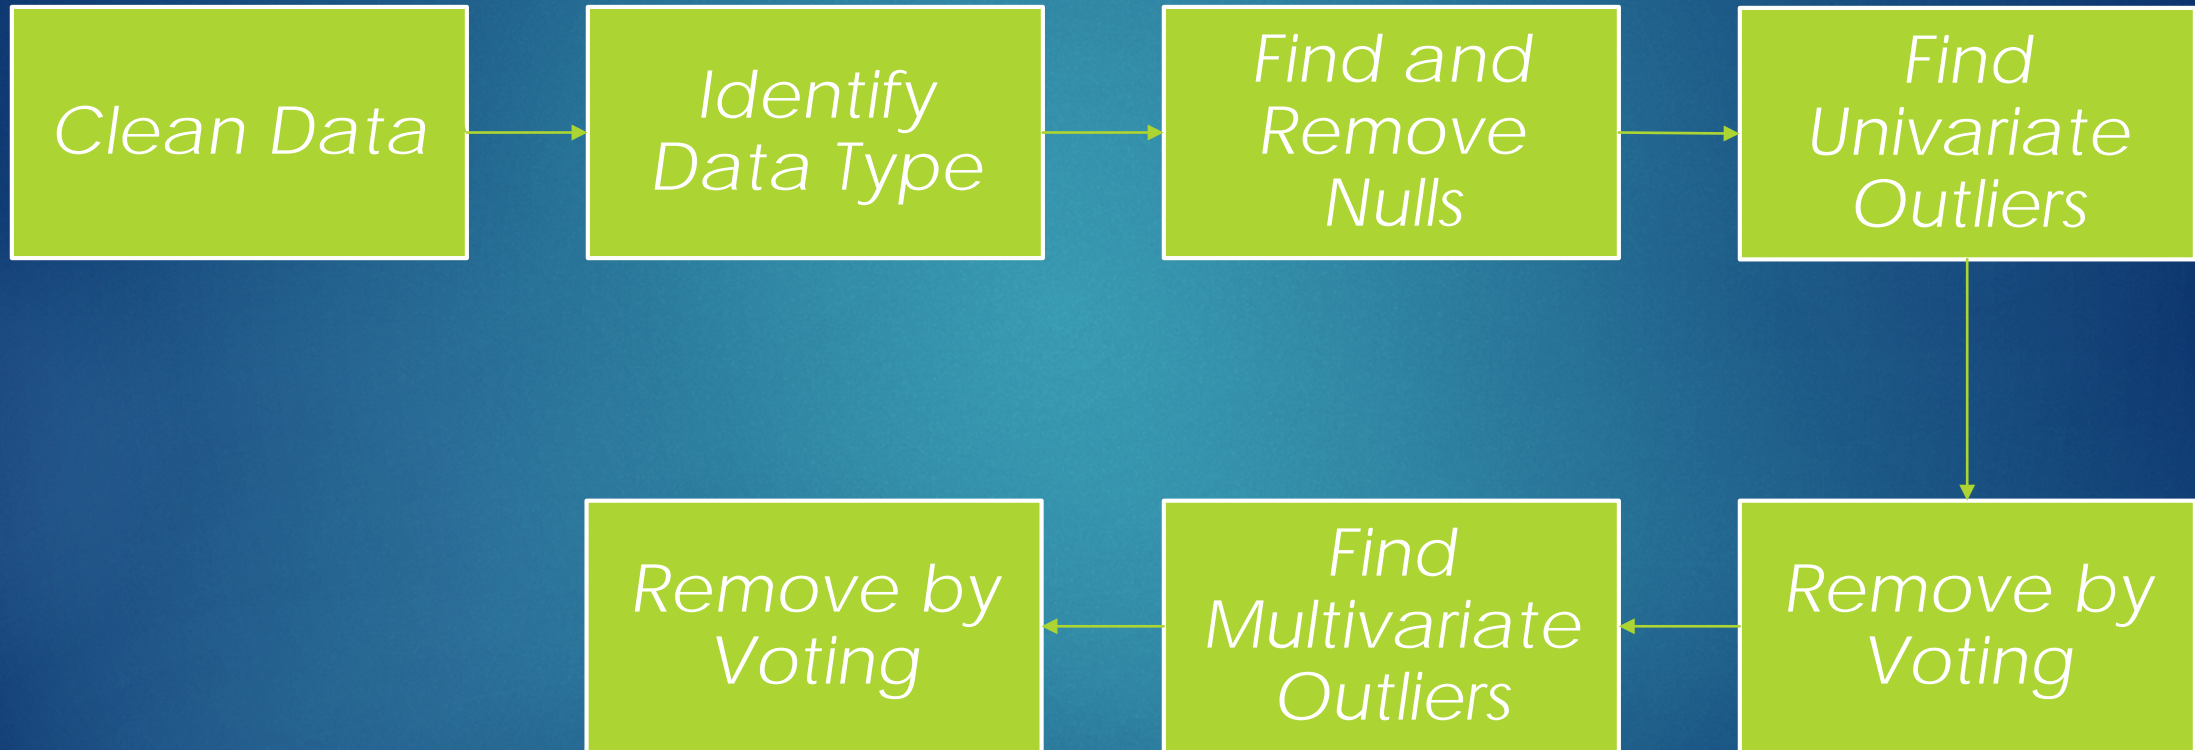 Clean Data
Identify
Data Type
Find and
Remove
Nulls
Find
Univariate
Outliers
Remove by
Voting
Find
Multivariate
Outliers
Remove by
Voting